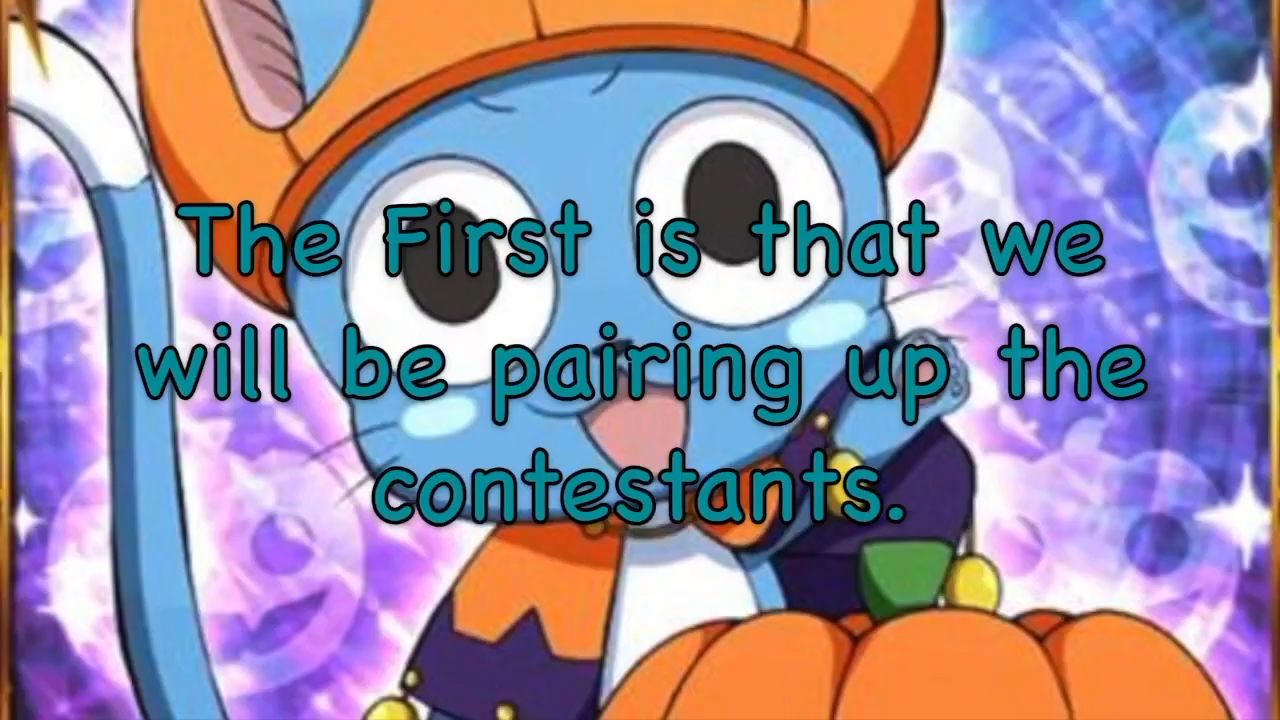 The First is that we
will be pairing up the
contestants.